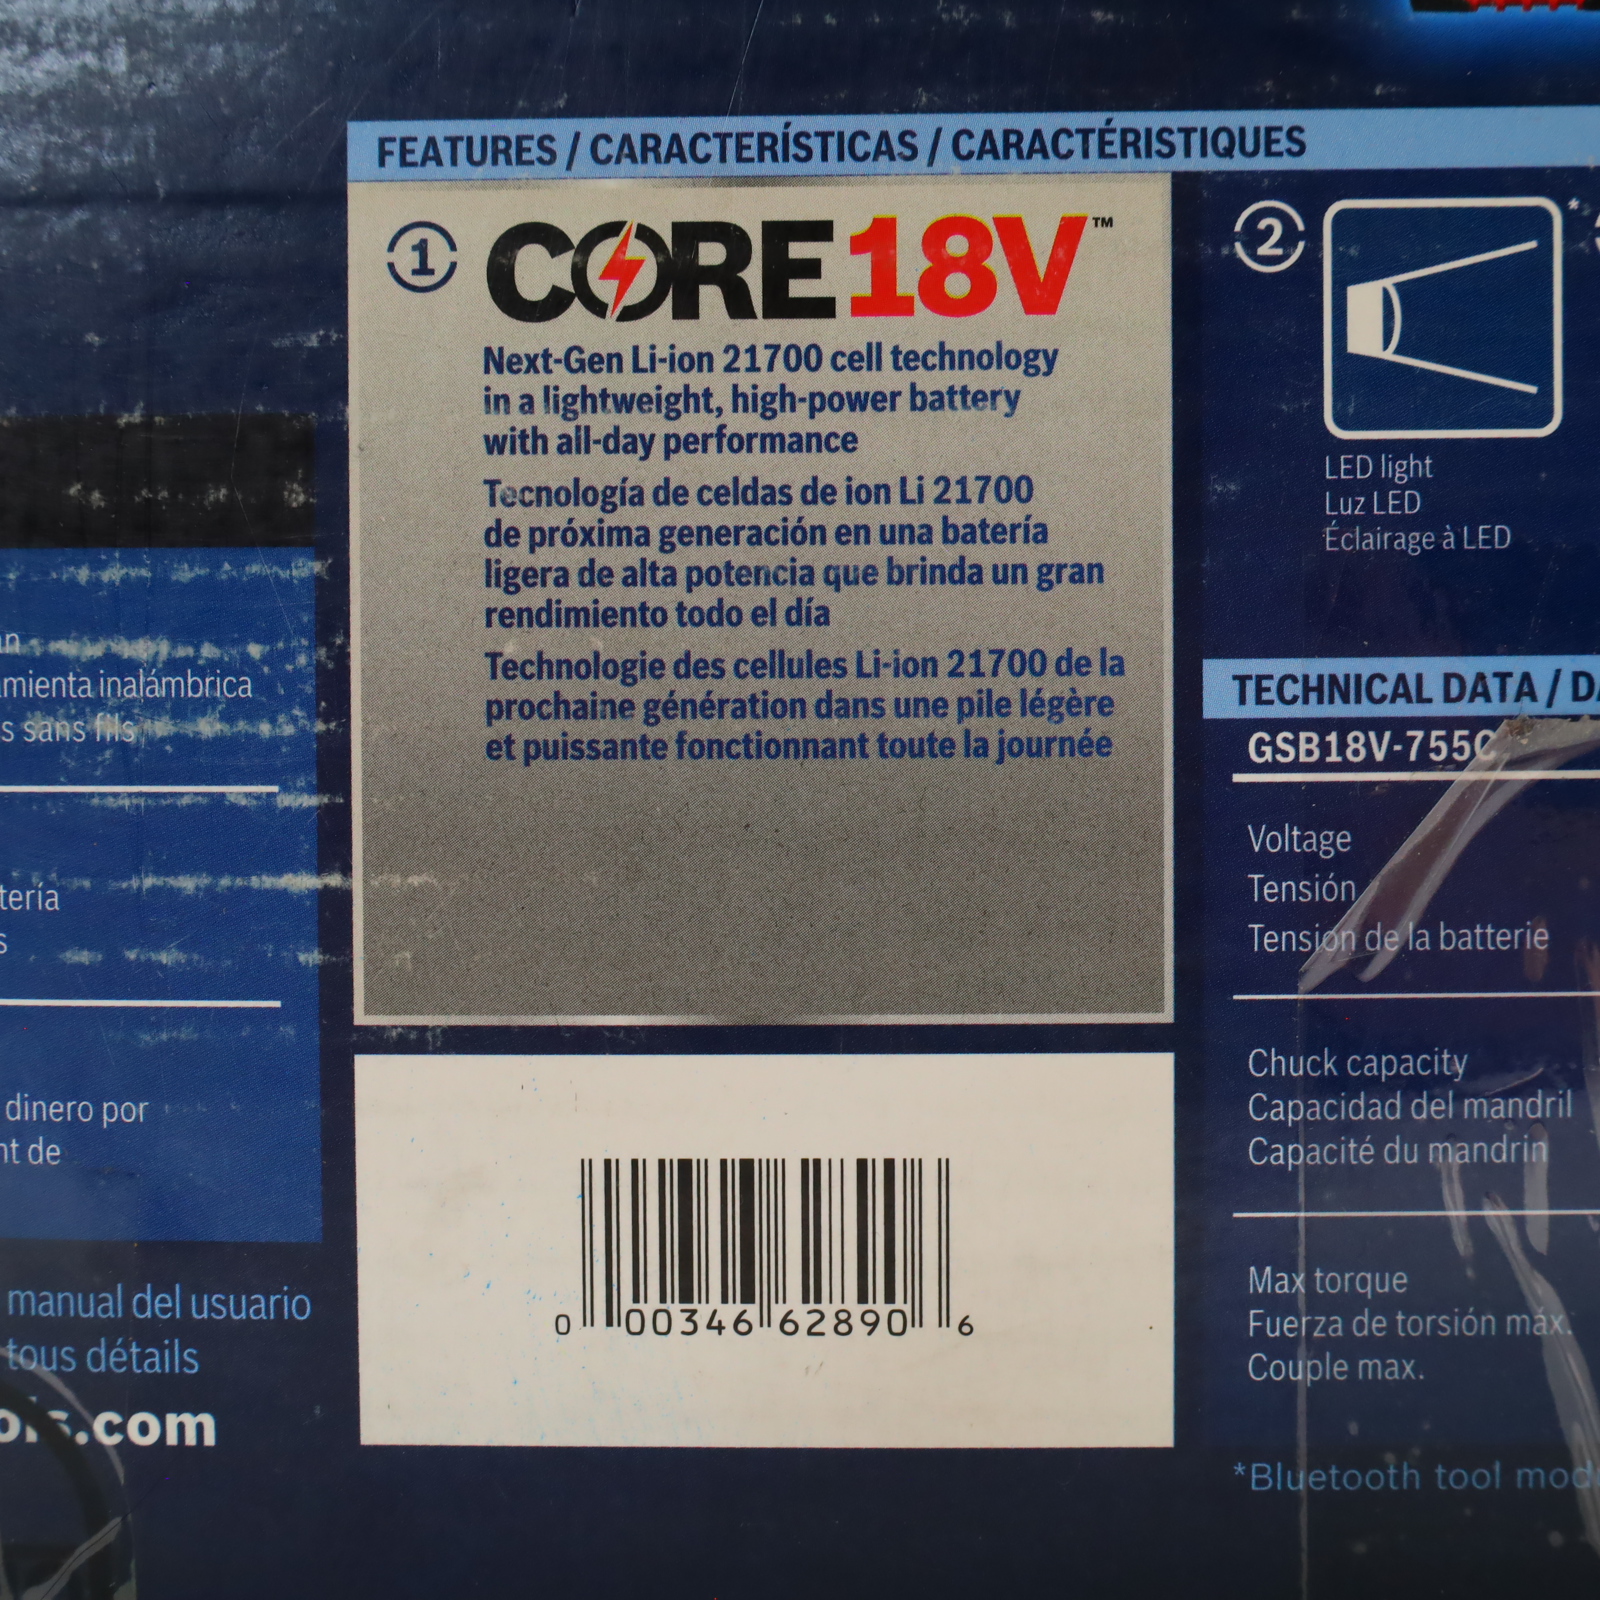 FEATURES / CARACTERÍSTICAS / CARACTÉRISTIQUES
1
CORE18V™
Next-Gen Li-ion 21700 cell technology
in a lightweight, high-power battery
with all-day performance
Tecnología de celdas de ion Li 21700
de próxima generación en una batería
ligera de alta potencia que brinda un gran
rendimiento todo el día
Technologie des cellules Li-ion 21700 de la
prochaine génération dans une pile légère
et puissante fonctionnant toute la journée
0 00346 62890 6
2
*
LED light
Luz LED
Éclairage à LED
TECHNICAL DATA /
GSB18V-755C
Voltage
Tensión
Tension de la batterie
Chuck capacity
Capacidad del mandril
Capacité du mandrin
Max torque
Fuerza de torsión máx.
Couple max.
*Bluetooth tool
inalámbrica
sans fils
dinero por
de
manual del usuario
tous détails
.com